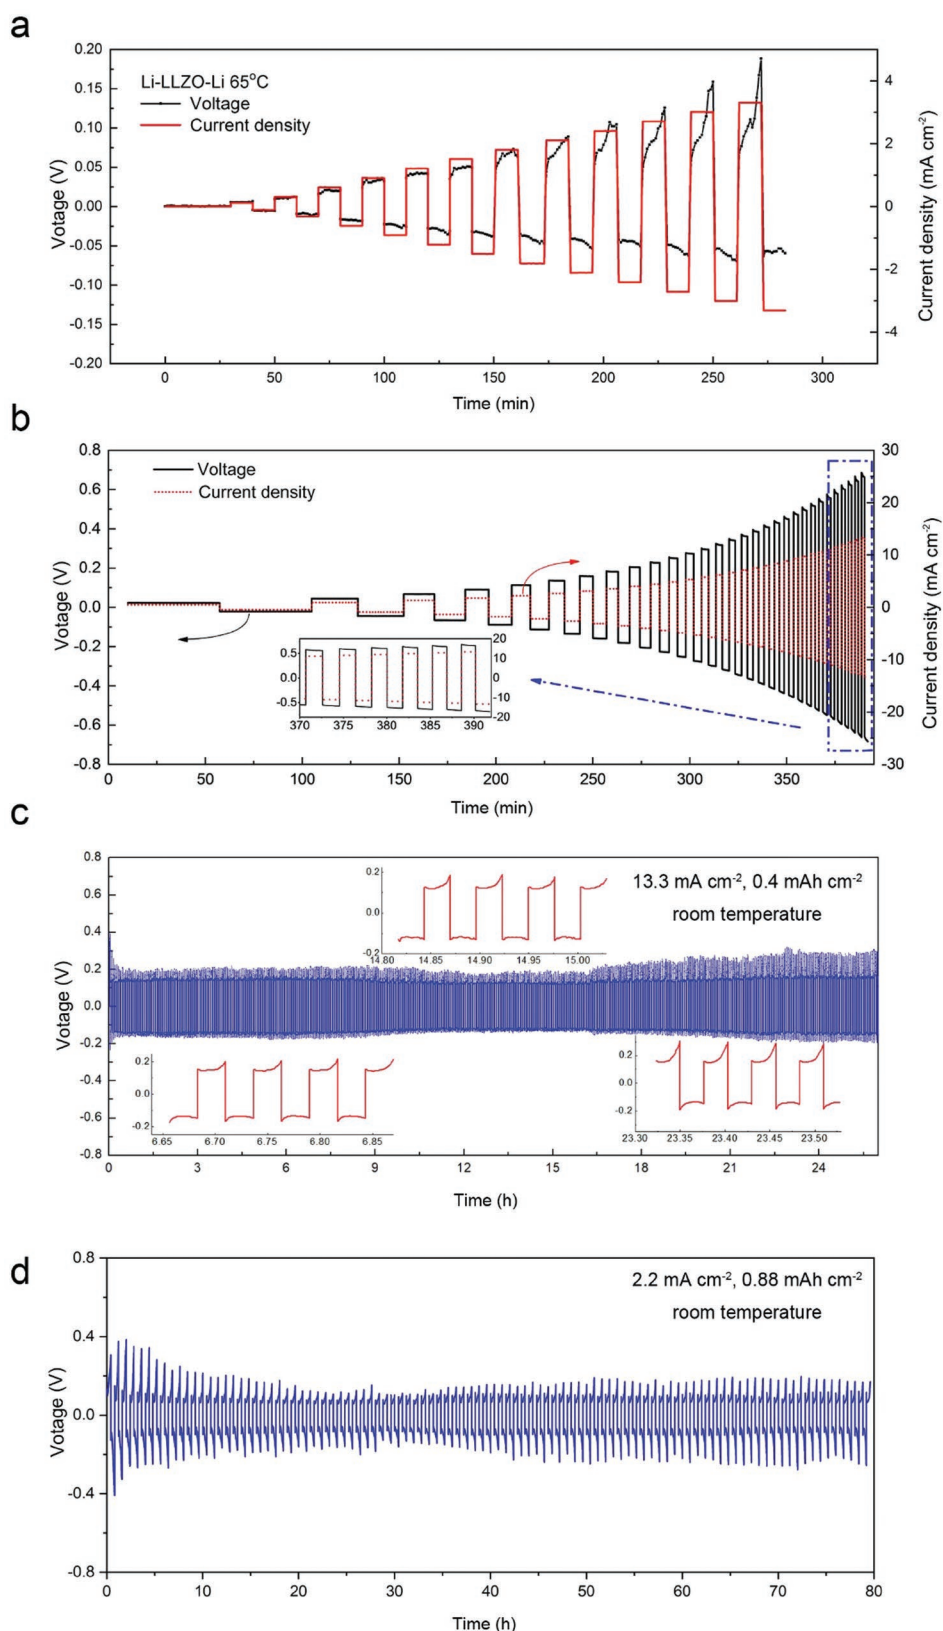 a
0.20
0.15
0.10
0.05
0.00
-0.05
-0.10
-0.15
-0.20
Votage (V)
Li-LLZO-Li 65°C
Voltage
Current density
4
2
0
-2
-4
Current density (mA cm-2)
0 50 100 150 200 250 300
Time (min)
b
0.8
0.6
0.4
0.2
0.0
-0.2
-0.4
-0.6
-0.8
Votage (V)
Voltage
Current density
30
20
10
0
-10
-20
-30
Current density (mA cm-2)
0.5
0.0
-0.5
20
10
0
-10
-20
370 375 380 385 390
0 50 100 150 200 250 300 350
Time (min)
c
0.8
0.6
0.4
0.2
0.0
-0.2
-0.4
-0.6
-0.8
Votage (V)
0.2
0.0
-0.2
14.80 14.85 14.90 14.95 15.00
13.3 mA cm-2, 0.4 mAh cm-2
room temperature
0.2
0.0
-0.2
6.65 6.70 6.75 6.80 6.85
0.2
0.0
-0.2
23.30 23.35 23.40 23.45 23.50
0 3 6 9 12 15 18 21 24
Time (h)
d
0.8
0.4
0.0
-0.4
-0.8
Votage (V)
2.2 mA cm-2, 0.88 mAh cm-2
room temperature
0 10 20 30 40 50 60 70 80
Time (h)